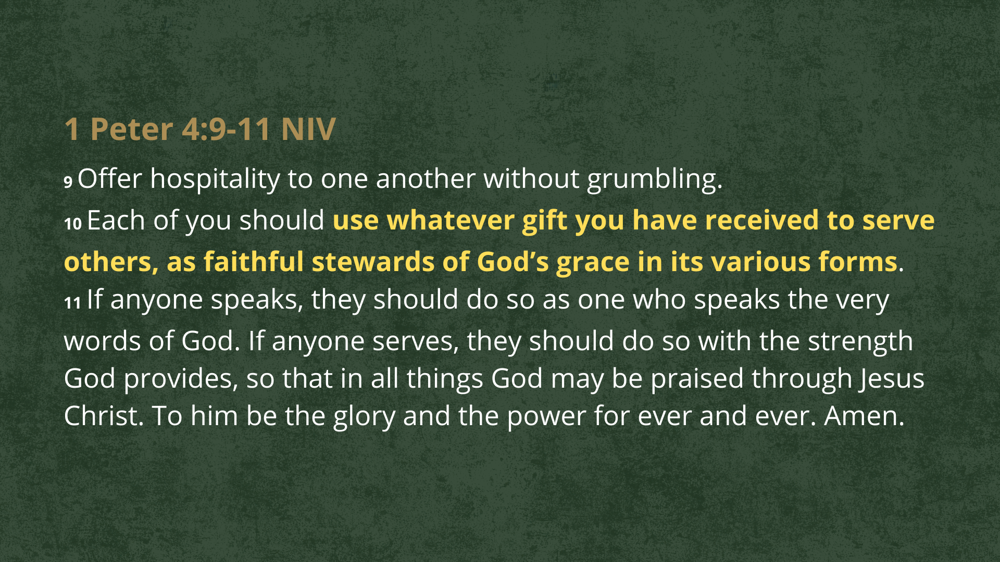 1 Peter 4:9-11 NIV
9 Offer hospitality to one another without grumbling.
10 Each of you should use whatever gift you have received to serve
others, as faithful stewards of God’s grace in its various forms.
11 If anyone speaks, they should do so as one who speaks the very
words of God. If anyone serves, they should do so with the strength
God provides, so that in all things God may be praised through Jesus
Christ. To him be the glory and the power for ever and ever. Amen.